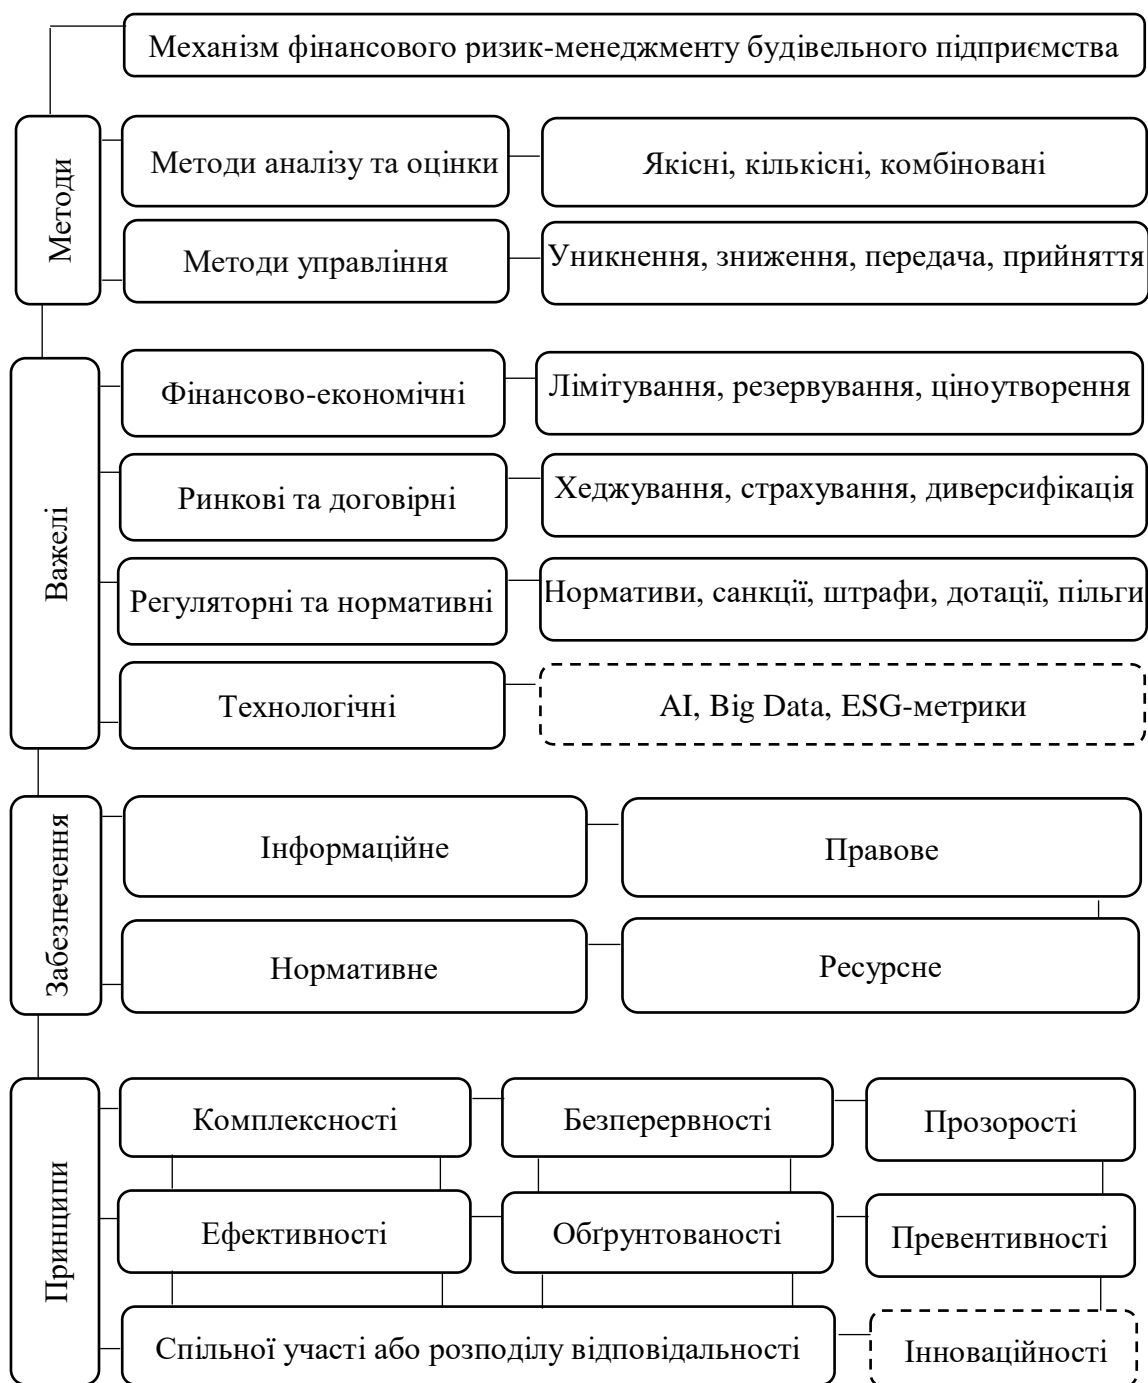 Механізм фінансового ризик-менеджменту будівельного підприємства
Методи
Методи аналізу та оцінки
Якісні, кількісні, комбіновані
Методи управління
Уникнення, зниження, передача, прийняття
Важелі
Фінансово-економічні
Лімітування, резервування, ціноутворення
Ринкові та договірні
Хеджування, страхування, диверсифікація
Регуляторні та нормативні
Нормативи, санкції, штрафи, дотації, пільги
Технологічні
AI, Big Data, ESG-метрики
Забезпечення
Інформаційне
Правове
Нормативне
Ресурсне
Принципи
Комплексності
Безперервності
Прозорості
Ефективності
Обґрунтованості
Превентивності
Спільної участі або розподілу відповідальності
Інноваційності